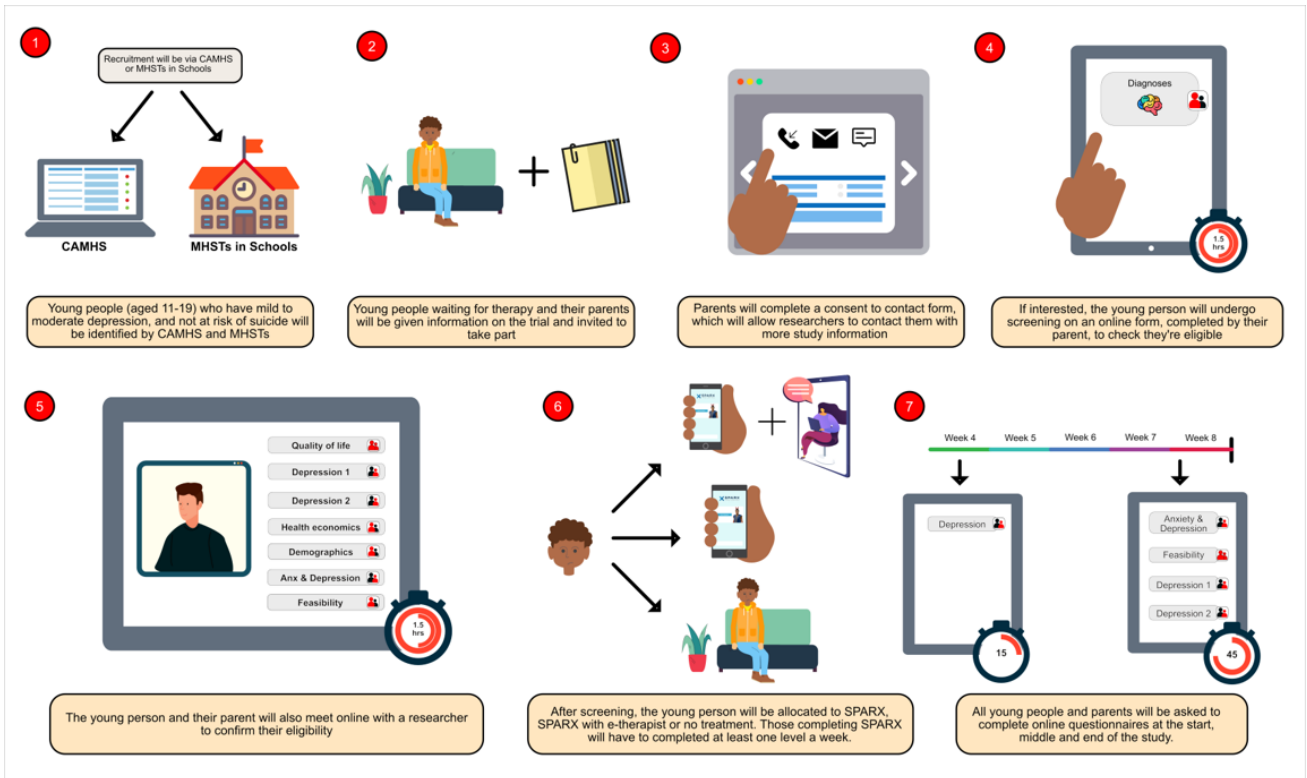 1
Recruitment will be via CAMHS
or MHSTs in Schools
CAMHS
MHSTs in Schools
Young people (aged 11-19) who have mild to
moderate depression, and not at risk of suicide will
be identified by CAMHS and MHSTs
2
Young people waiting for therapy and their parents
will be given information on the trial and invited to
take part
3
Parents will complete a consent to contact form,
which will allow researchers to contact them with
more study information
4
Diagnoses
1.5
hrs
If interested, the young person will undergo
screening on an online form, completed by their
parent, to check they're eligible
5
Quality of life
Depression 1
Depression 2
Health economics
Demographics
Anx & Depression
Feasibility
1.5
hrs
The young person and their parent will also meet online with a researcher
to confirm their eligibility
6
SPARX
SPARX
After screening, the young person will be allocated to SPARX,
SPARX with e-therapist or no treatment. Those completing SPARX
will have to completed at least one level a week.
7
Week 4
Week 5
Week 6
Week 7
Week 8
Depression
15
Anxiety &
Depression
Feasibility
Depression 1
Depression 2
45
All young people and parents will be asked to
complete online questionnaires at the start,
middle and end of the study.